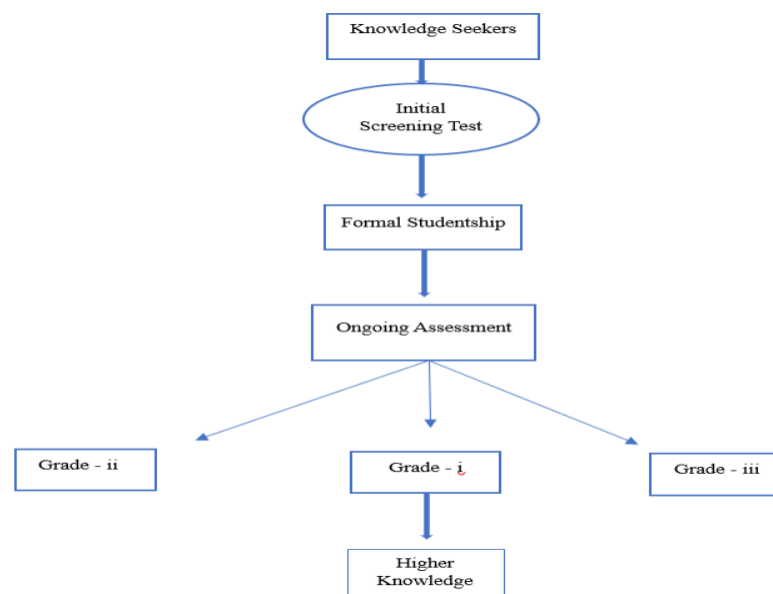 Knowledge Seekers
Initial
Screening Test
Formal Studentship
Ongoing Assessment
Grade - ii
Grade - i
Grade - iii
Higher
Knowledge